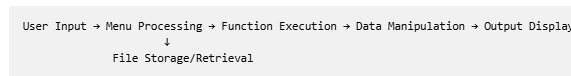 User Input → Menu Processing → Function Execution → Data Manipulation → Output Display
↓
File Storage/Retrieval